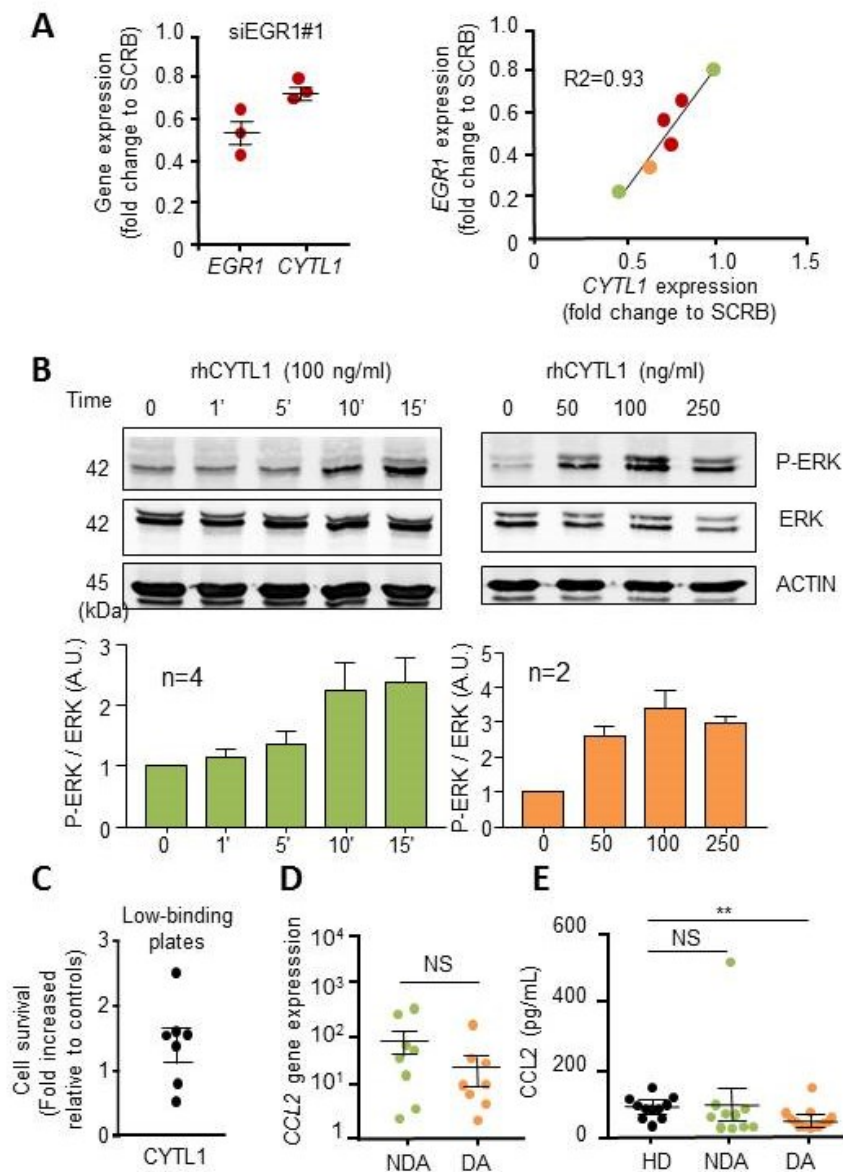 A
siEGR1#1
Gene expression
(fold change to SCRB)
1.0
0.8
0.6
0.4
0.2
0
EGR1 CYTL1
R2=0.93
EGR1 expression
(fold change to SCRB)
1.0
0.8
0.6
0.4
0.2
0
0 0.5 1.0 1.5
CYTL1 expression
(fold change to SCRB)
B
rhCYTL1 (100 ng/ml)
Time 0 1' 5' 10' 15'
42
42
45
(kDa)
rhCYTL1 (ng/ml)
0 50 100 250
P-ERK
ERK
ACTIN
P-ERK / ERK (A.U.)
3
2
1
0
n=4
0 1' 5' 10' 15'
P-ERK / ERK (A.U.)
5
4
3
2
1
0
n=2
0 50 100 250
C
Low-binding
plates
Cell survival
(Fold increased
relative to controls)
3
2
1
0
CYTL1
D
CCL2 gene expresssion
10^4
10^3
10^2
10^1
1
NS
NDA DA
E
CCL2 (pg/mL)
600
400
200
0
**
NS
HD NDA DA